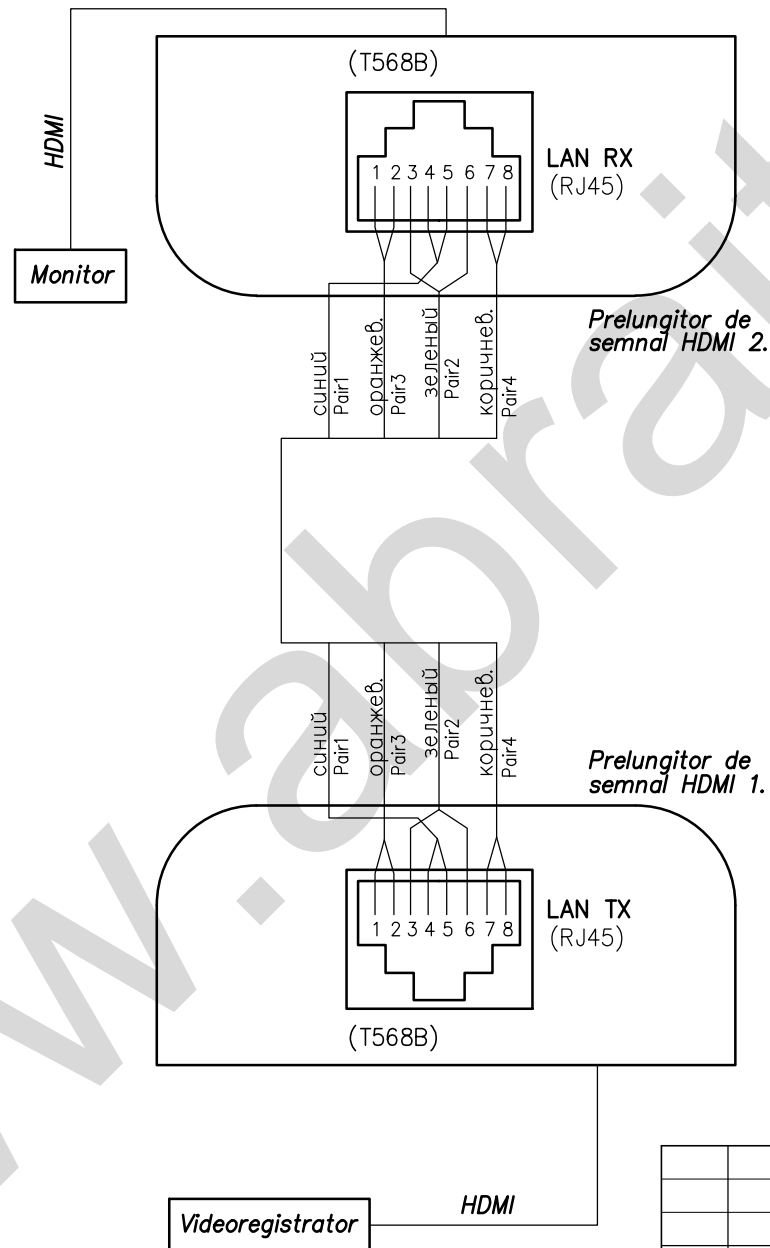 (T568B)
HDMI
LAN RX
(RJ45)
1 2 3 4 5 6 7 8
Monitor
Prelungitor de
semnal HDMI 2.
синий
Pair1
оранжев.
Pair3
зеленый
Pair2
коричнев.
Pair4
синий
Pair1
оранжев.
Pair3
зеленый
Pair2
коричнев.
Pair4
Prelungitor de
semnal HDMI 1.
LAN TX
(RJ45)
1 2 3 4 5 6 7 8
(T568B)
HDMI
Videoregistrator
w.abrait